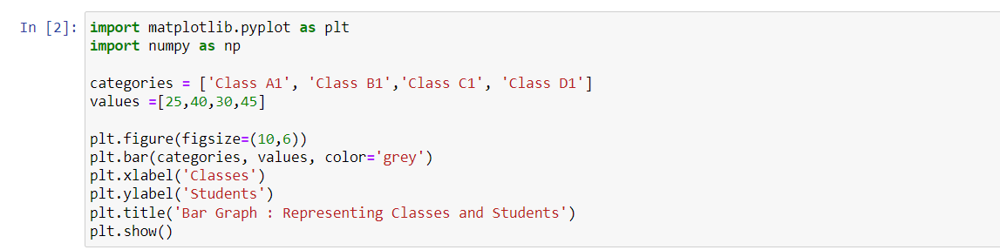 In [2]: import matplotlib.pyplot as plt
import numpy as np
categories = ['Class A1', 'Class B1','Class C1', 'Class D1']
values =[25,40,30,45]
plt.figure(figsize=(10,6))
plt.bar(categories, values, color='grey')
plt.xlabel('Classes')
plt.ylabel('Students')
plt.title('Bar Graph : Representing Classes and Students')
plt.show()